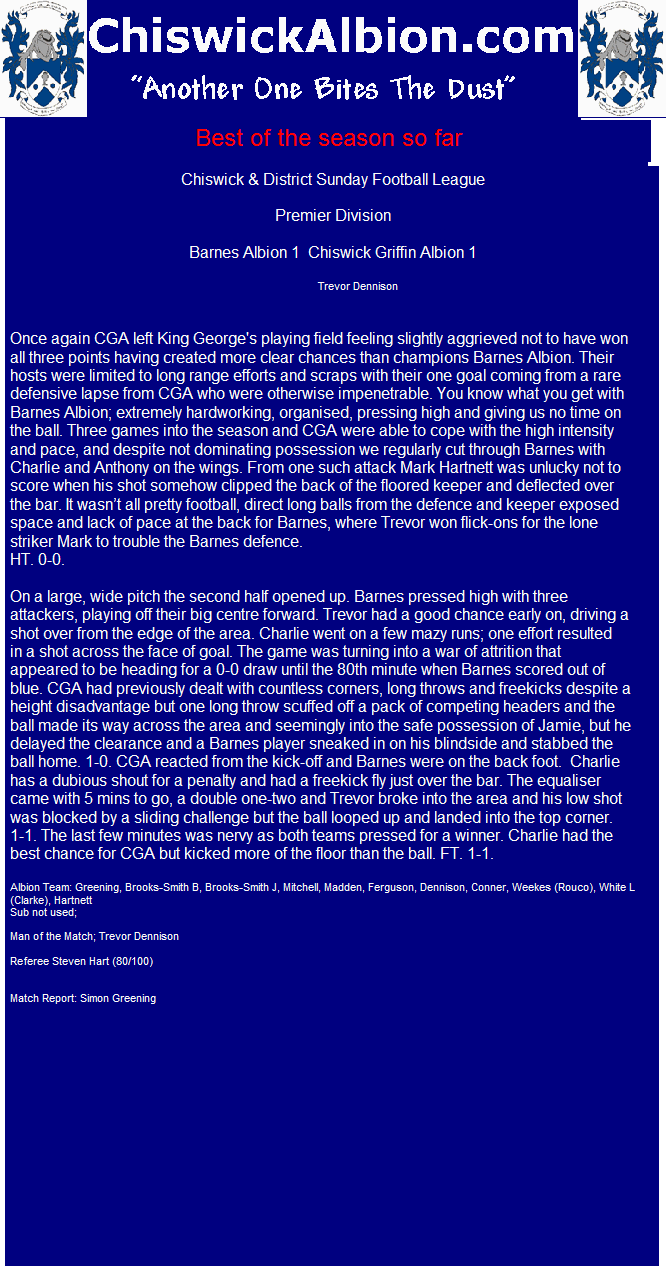 ChiswickAlbion.com
"Another One Bites The Dust"
Best of the season so far
Chiswick & District Sunday Football League
Premier Division
Barnes Albion 1  Chiswick Griffin Albion 1
Trevor Dennison
Once again CGA left King George's playing field feeling slightly aggrieved not to have won
all three points having created more clear chances than champions Barnes Albion. Their
hosts were limited to long range efforts and scraps with their one goal coming from a rare
defensive lapse from CGA who were otherwise impenetrable. You know what you get with
Barnes Albion; extremely hardworking, organised, pressing high and giving us no time on
the ball. Three games into the season and CGA were able to cope with the high intensity
and pace, and despite not dominating possession we regularly cut through Barnes with
Charlie and Anthony on the wings. From one such attack Mark Hartnett was unlucky not to
score when his shot somehow clipped the back of the floored keeper and deflected over
the bar. It wasn’t all pretty football, direct long balls from the defence and keeper exposed
space and lack of pace at the back for Barnes, where Trevor won flick-ons for the lone
striker Mark to trouble the Barnes defence.
HT. 0-0.
On a large, wide pitch the second half opened up. Barnes pressed high with three
attackers, playing off their big centre forward. Trevor had a good chance early on, driving a
shot over from the edge of the area. Charlie went on a few mazy runs; one effort resulted
in a shot across the face of goal. The game was turning into a war of attrition that
appeared to be heading for a 0-0 draw until the 80th minute when Barnes scored out of
blue. CGA had previously dealt with countless corners, long throws and freekicks despite a
height disadvantage but one long throw scuffed off a pack of competing headers and the
ball made its way across the area and seemingly into the safe possession of Jamie, but he
delayed the clearance and a Barnes player sneaked in on his blindside and stabbed the
ball home. 1-0. CGA reacted from the kick-off and Barnes were on the back foot.  Charlie
has a dubious shout for a penalty and had a freekick fly just over the bar. The equaliser
came with 5 mins to go, a double one-two and Trevor broke into the area and his low shot
was blocked by a sliding challenge but the ball looped up and landed into the top corner.
1-1. The last few minutes was nervy as both teams pressed for a winner. Charlie had the
best chance for CGA but kicked more of the floor than the ball. FT. 1-1.
Albion Team: Greening, Brooks-Smith B, Brooks-Smith J, Mitchell, Madden, Ferguson, Dennison, Conner, Weekes (Rouco), White L
(Clarke), Hartnett
Sub not used;
Man of the Match; Trevor Dennison
Referee Steven Hart (80/100)
Match Report: Simon Greening